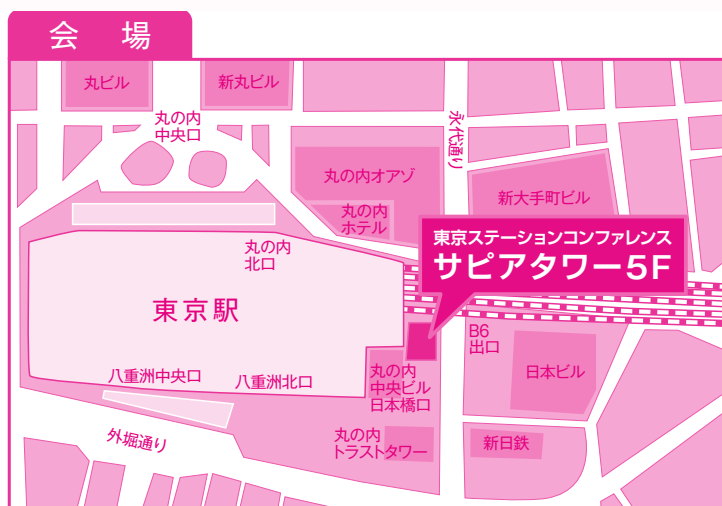 会 場
丸ビル
新丸ビル
丸の内
中央口
永代通り
丸の内オアゾ
丸の内
ホテル
新大手町ビル
東京ステーションコンファレンス
サピアタワー5F
丸の内
北口
東京駅
B6
出口
八重洲中央口
八重洲北口
丸の内
中央ビル
日本橋口
日本ビル
外堀通り
丸の内
トラストタワー
新日鉄